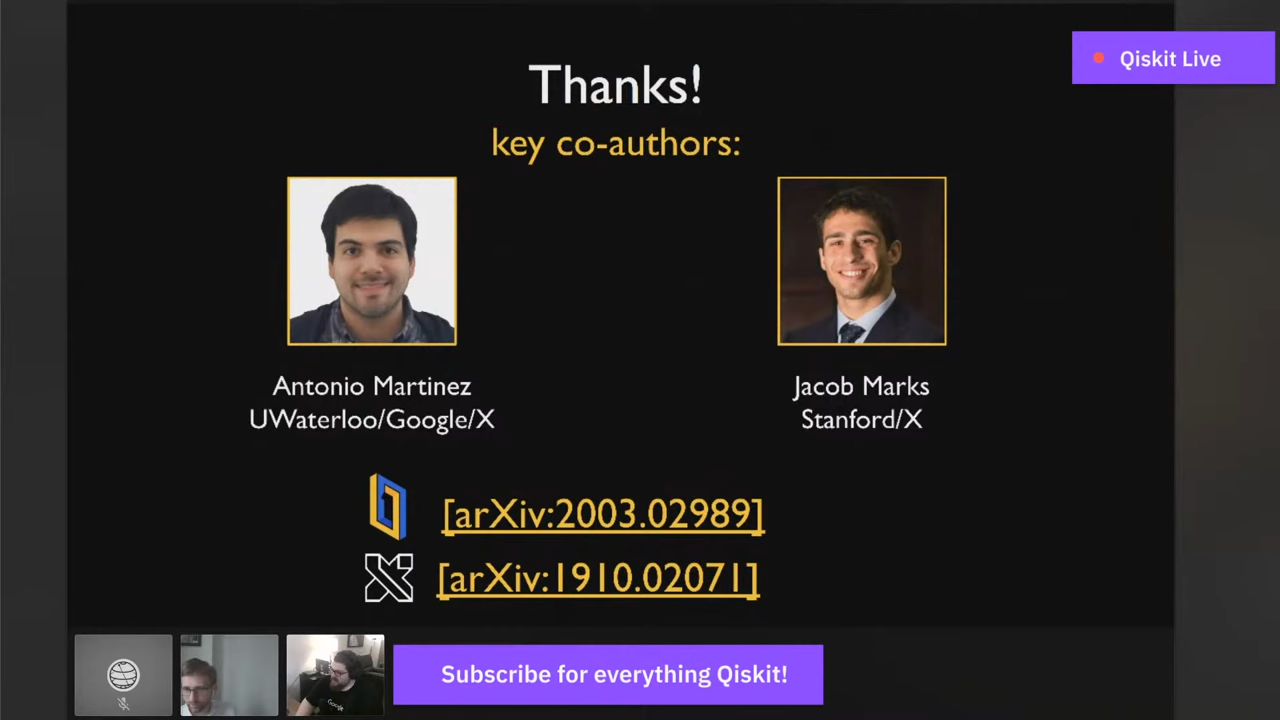 Qiskit Live
Thanks!
key co-authors:
Antonio Martinez
UWaterloo/Google/X
Jacob Marks
Stanford/X
[arXiv:2003.02989]
[arXiv:1910.02071]
Google
Subscribe for everything Qiskit!